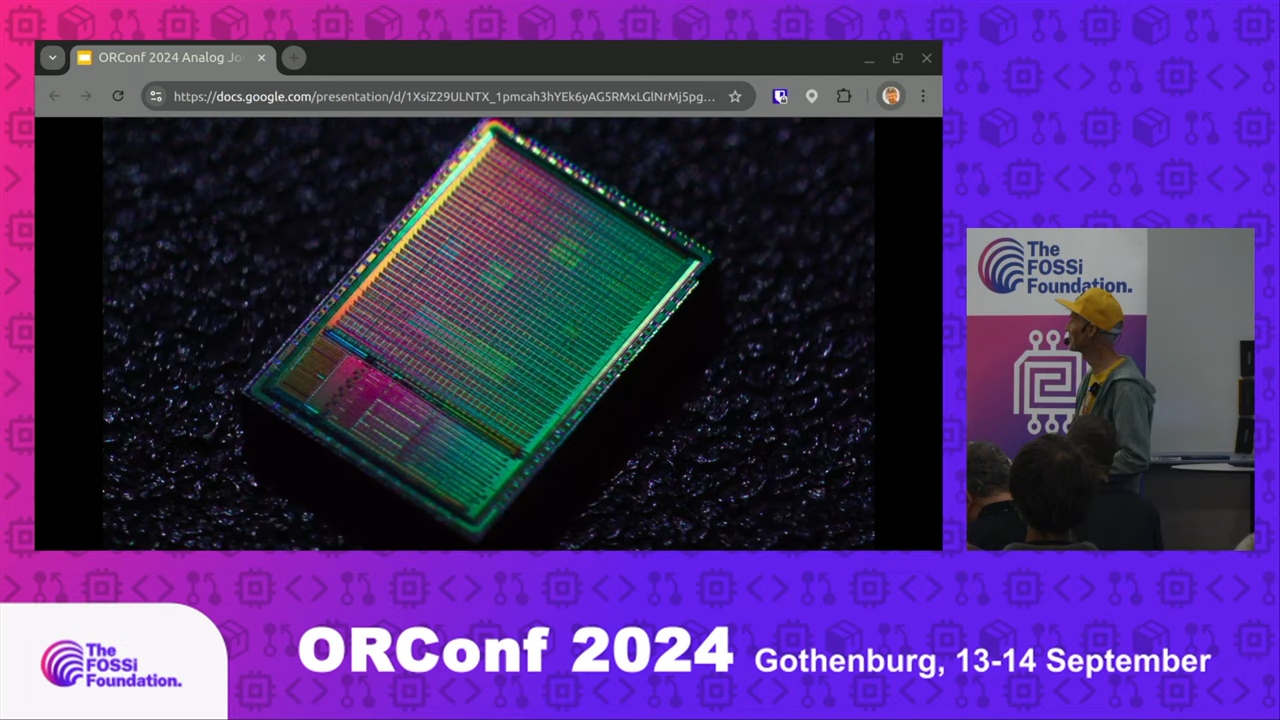 ORConf 2024 Analog Jo
https://docs.google.com/presentation/d/1XsiZ29ULNTX_1pmcah3hYEk6yAG5RMxLGlNrMj5pg...
The
FOSSi
Foundation.
The
FOSSi
Foundation.
ORConf 2024 Gothenburg, 13-14 September